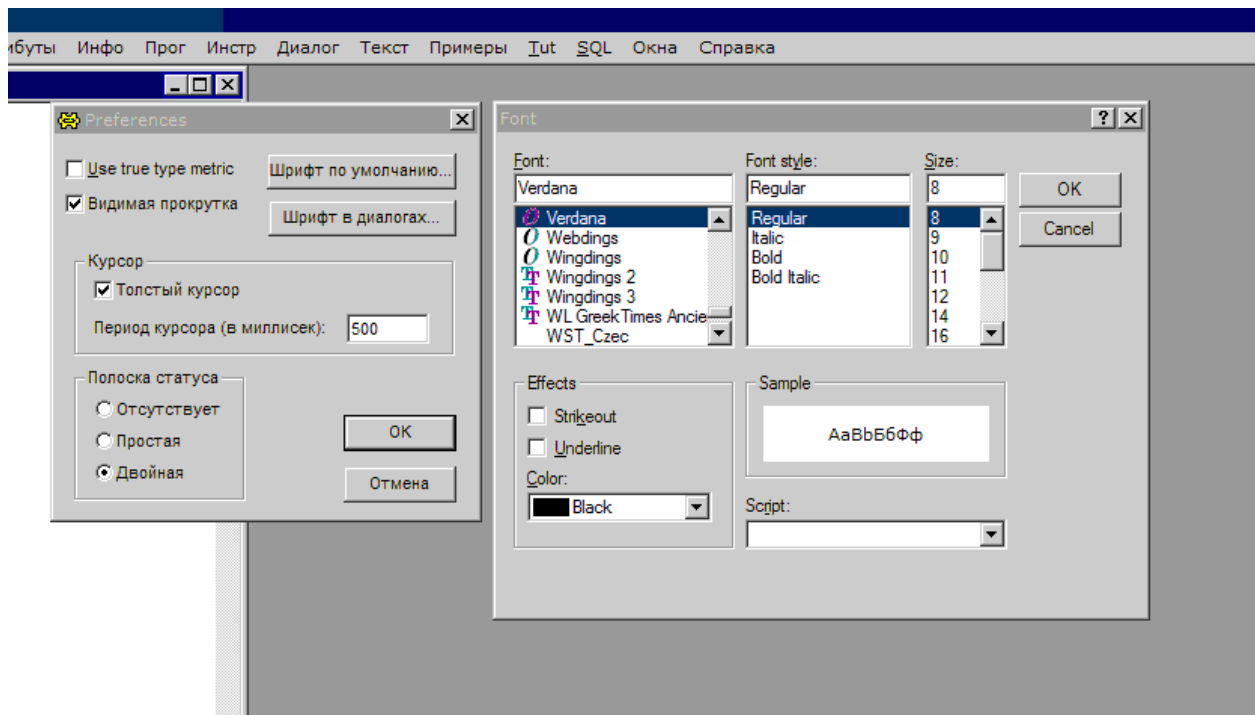 ибуты Инфо Прог Инстр Диалог Текст Примеры Tut SQL Окна Справка
Preferences
Use true type metric
Шрифт по умолчанию...
Видимая прокрутка
Шрифт в диалогах...
Курсор
Толстый курсор
Период курсора (в миллисек): 500
Полоска статуса
Отсутствует
Простая
Двойная
OK
Отмена
Font
Font:
Verdana
Verdana
Webdings
Wingdings
Wingdings 2
Wingdings 3
WL GreekTimes Ancie
WST_Czec
Font style:
Regular
Regular
Italic
Bold
Bold Italic
Size:
8
8
9
10
11
12
14
16
OK
Cancel
Effects
Strikeout
Underline
Color:
Black
Sample
AaBbБбФф
Script: